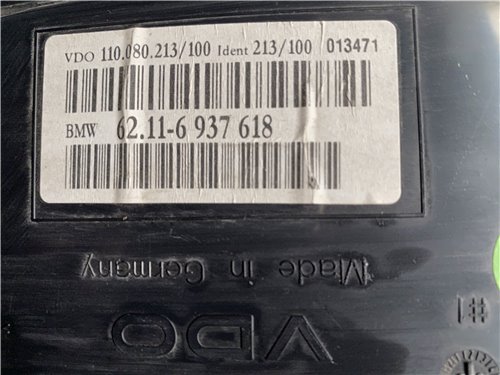 VDO 110.080.213/100 Ident 213/100 013471
BMW 62.11-6 937 618
Made in Germany
VDO
#1